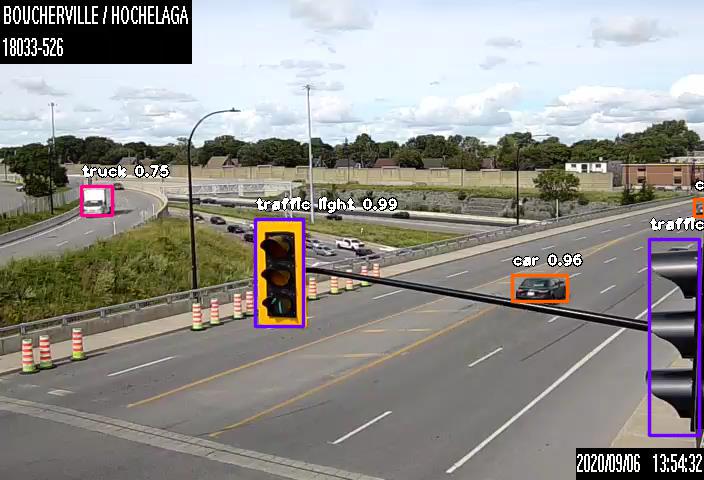 BOUCHERVILLE / HOCHELAGA
18033-526
truck 0.75
c
traffic light 0.99
traffic
car 0.96
2020/09/06 13:54:32